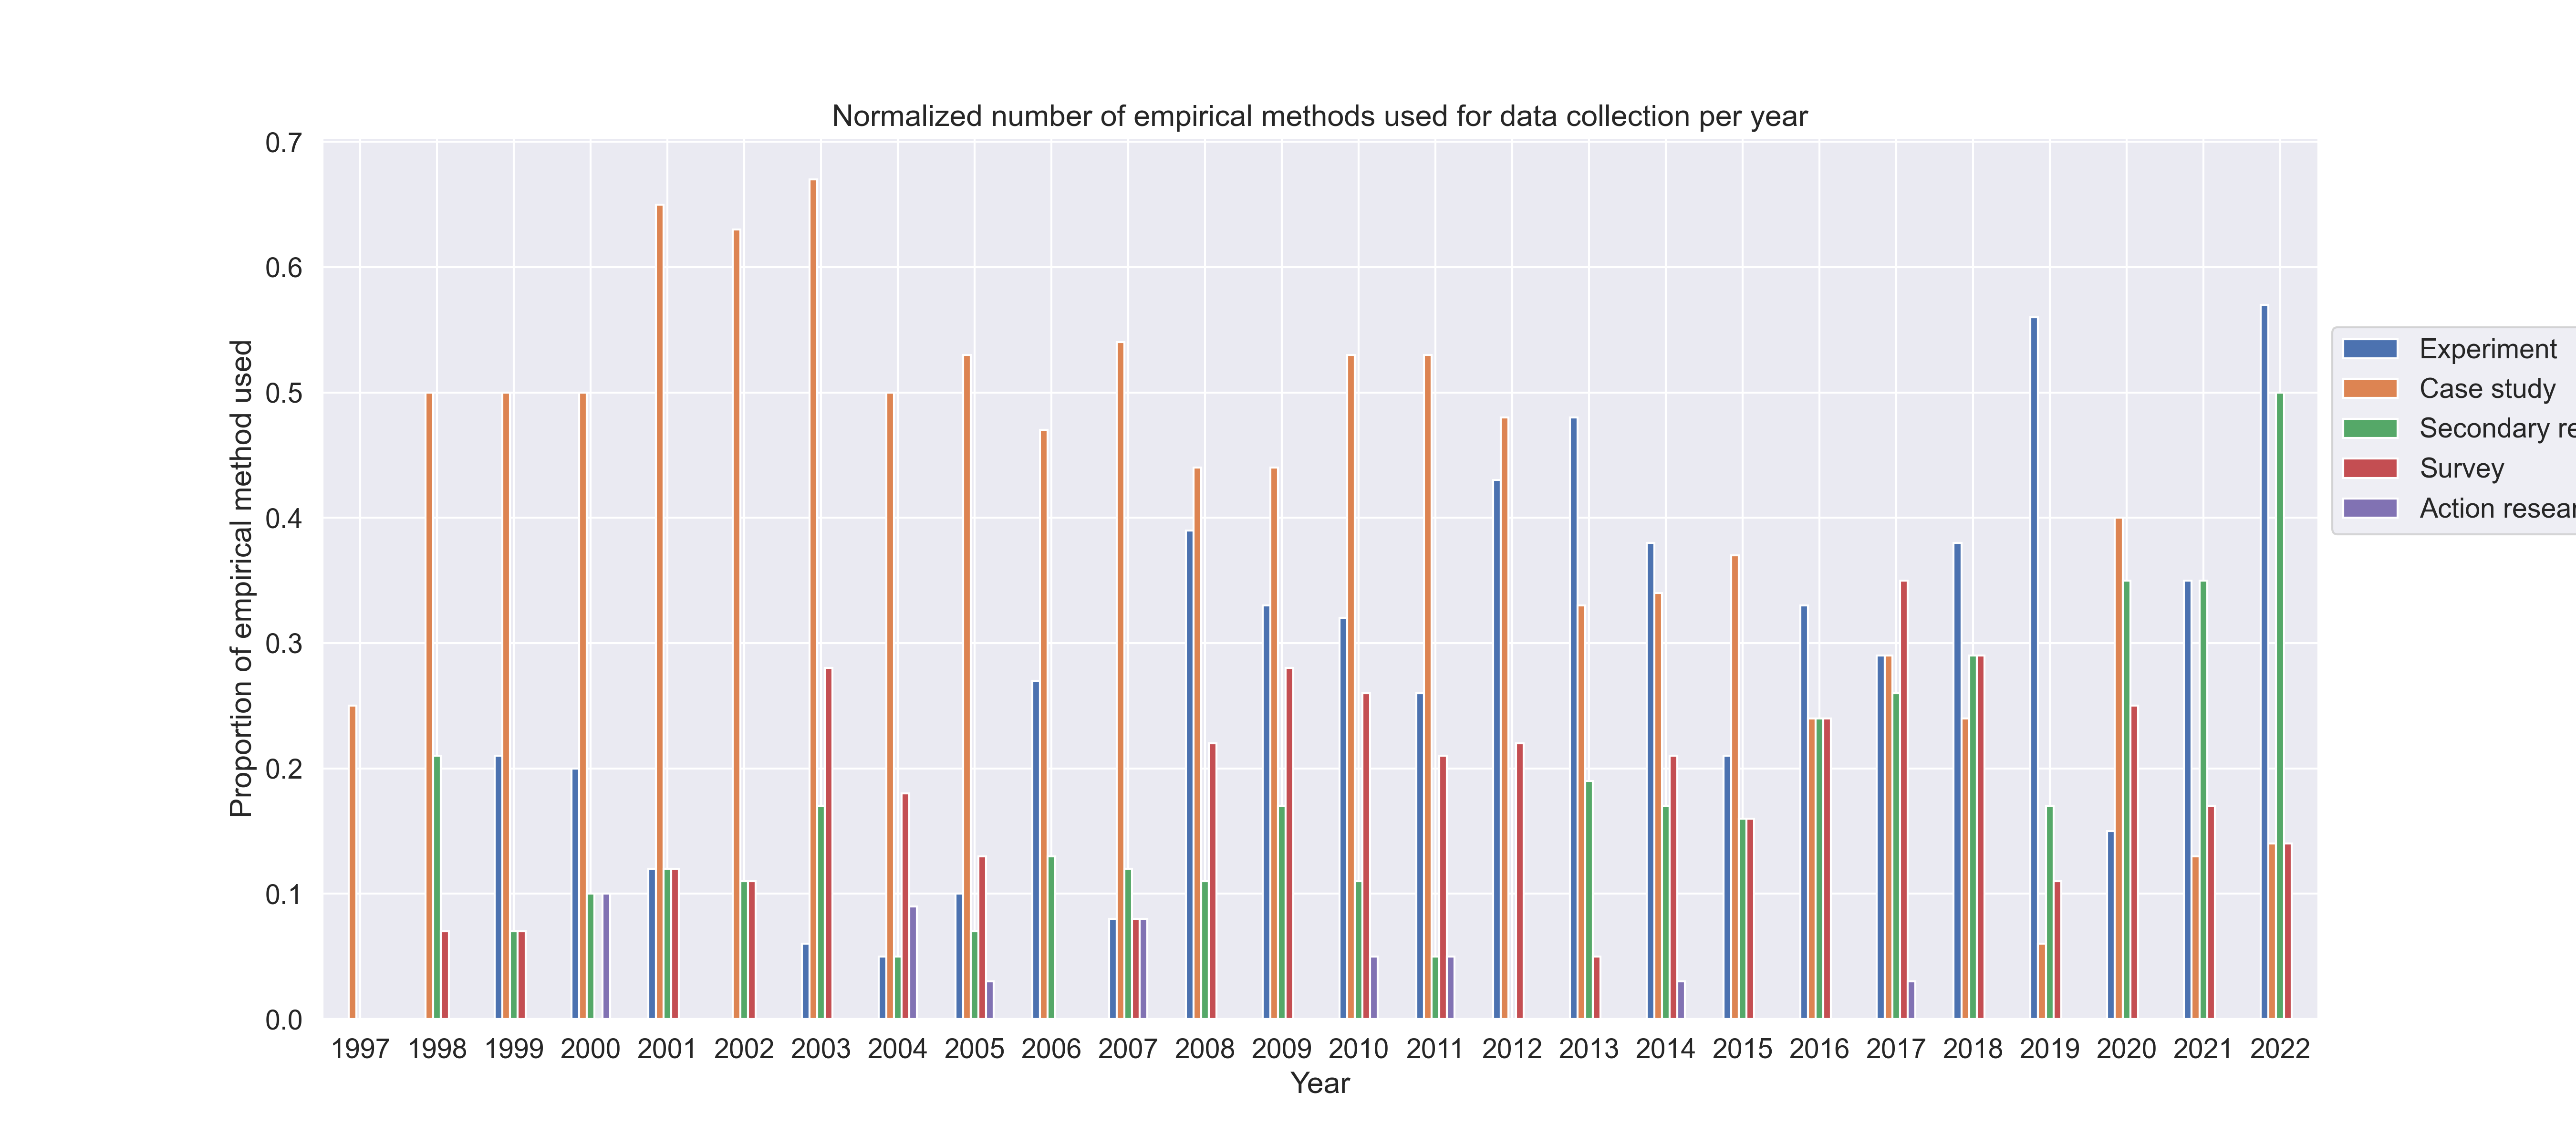 Normalized number of empirical methods used for data collection per year
Proportion of empirical method used
0.7
0.6
0.5
0.4
0.3
0.2
0.1
0.0
1997 1998 1999 2000 2001 2002 2003 2004 2005 2006 2007 2008 2009 2010 2011 2012 2013 2014 2015 2016 2017 2018 2019 2020 2021 2022
Year
Experiment
Case study
Secondary
Survey
Action